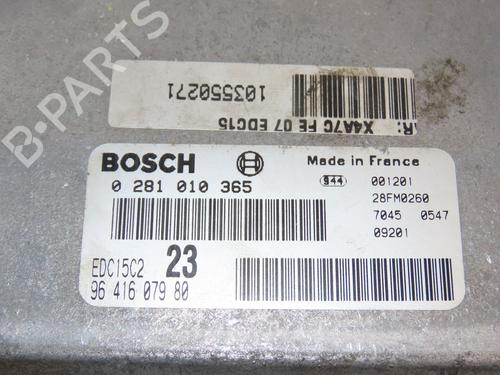 B-PARTS
103550271
LR: X4A7C FE 07 EDC15
BOSCH
Made in France
0 281 010 365
S44 001201
28FM0260
7045 0547
09201
EDC15C2 23
96 416 079 80